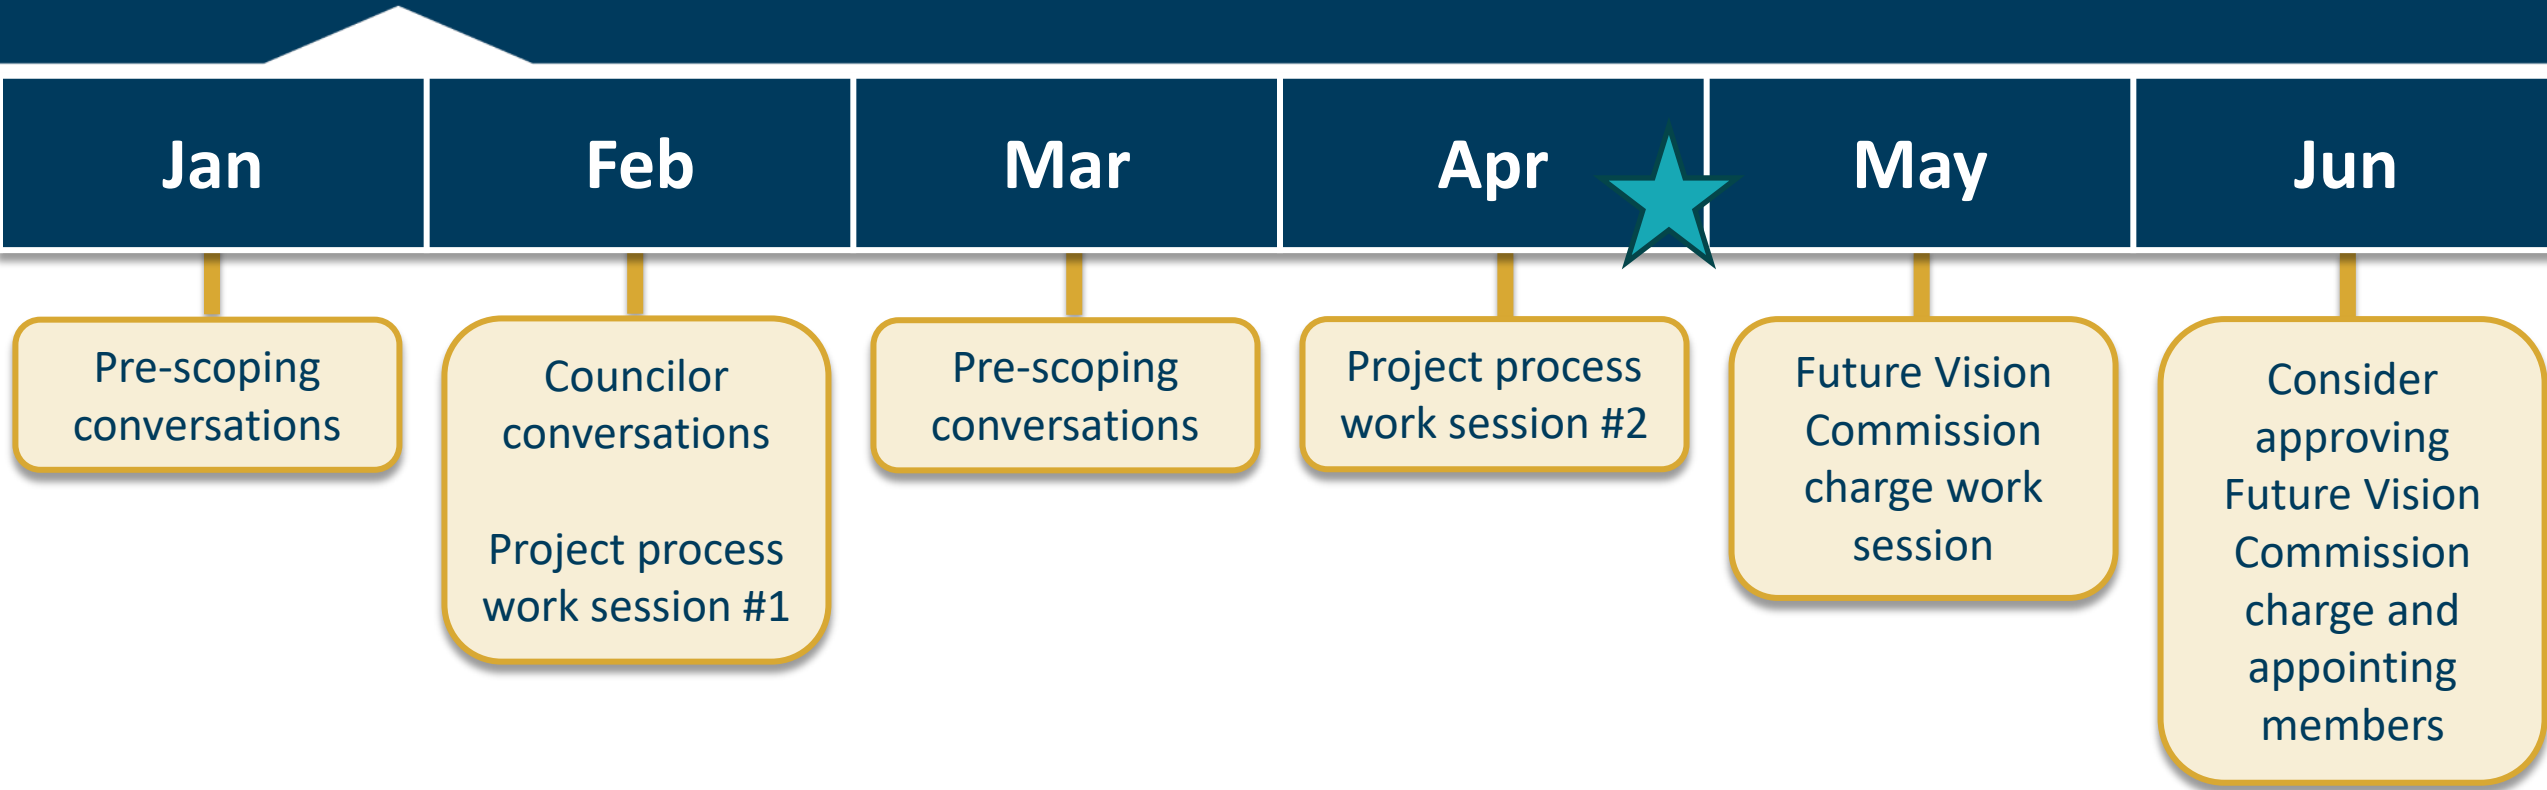 Jan
Feb
Mar
Apr
May
Jun
Pre-scoping
conversations
Councilor
conversations
Project process
work session #1
Pre-scoping
conversations
Project process
work session #2
Future Vision
Commission
charge work
session
Consider
approving
Future Vision
Commission
charge and
appointing
members